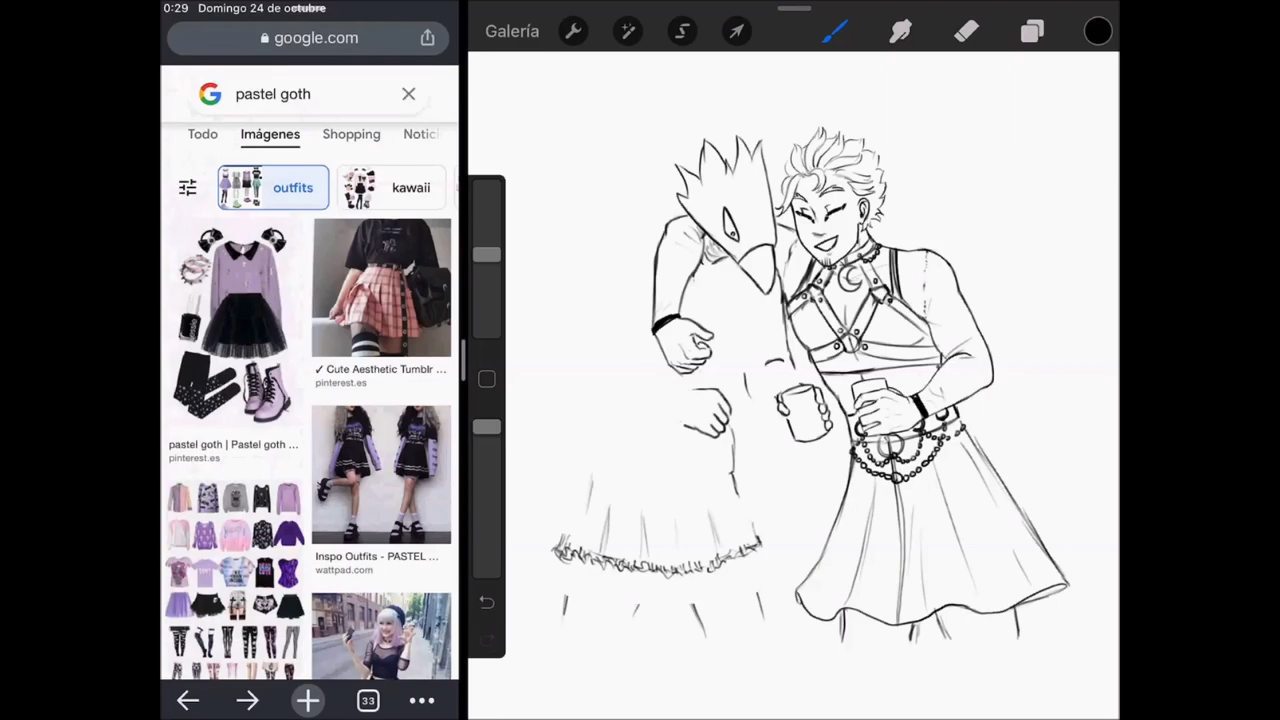 0:29 Domingo 24 de octubre
google.com
Galería
pastel goth
Todo Imágenes Shopping Notici
outfits kawaii
✓ Cute Aesthetic Tumblr ...
pinterest.es
pastel goth | Pastel goth ...
pinterest.es
Inspo Outfits - PASTEL ...
wattpad.com
33